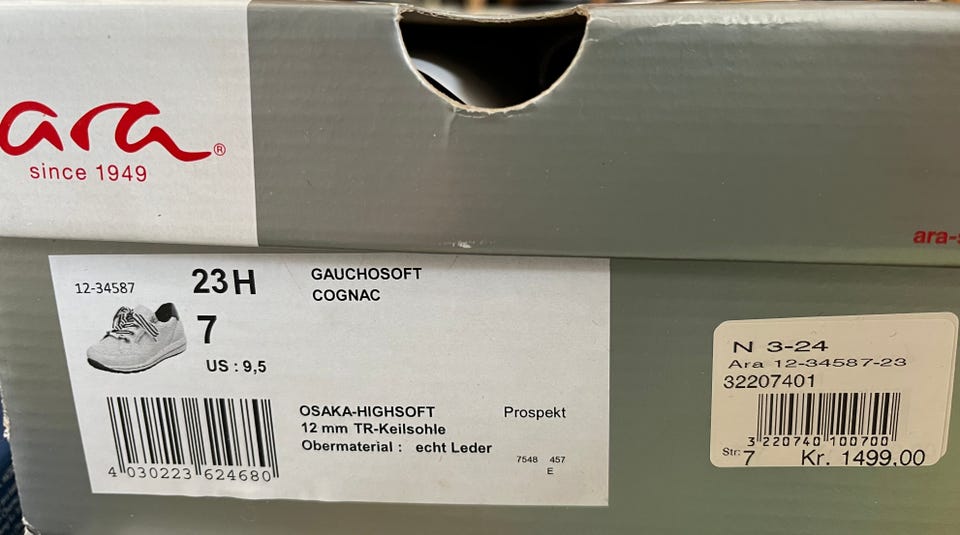 ara®
since 1949
ara-
12-34587
23H
7
US : 9,5
GAUCHOSOFT
COGNAC
OSAKA-HIGHSOFT
12 mm TR-Keilsohle
Obermaterial : echt Leder
Prospekt
7548 457
E
4 030223 624680
N 3-24
Ara 12-34587-23
32207401
3 220740 100700
Str: 7 Kr. 1499,00